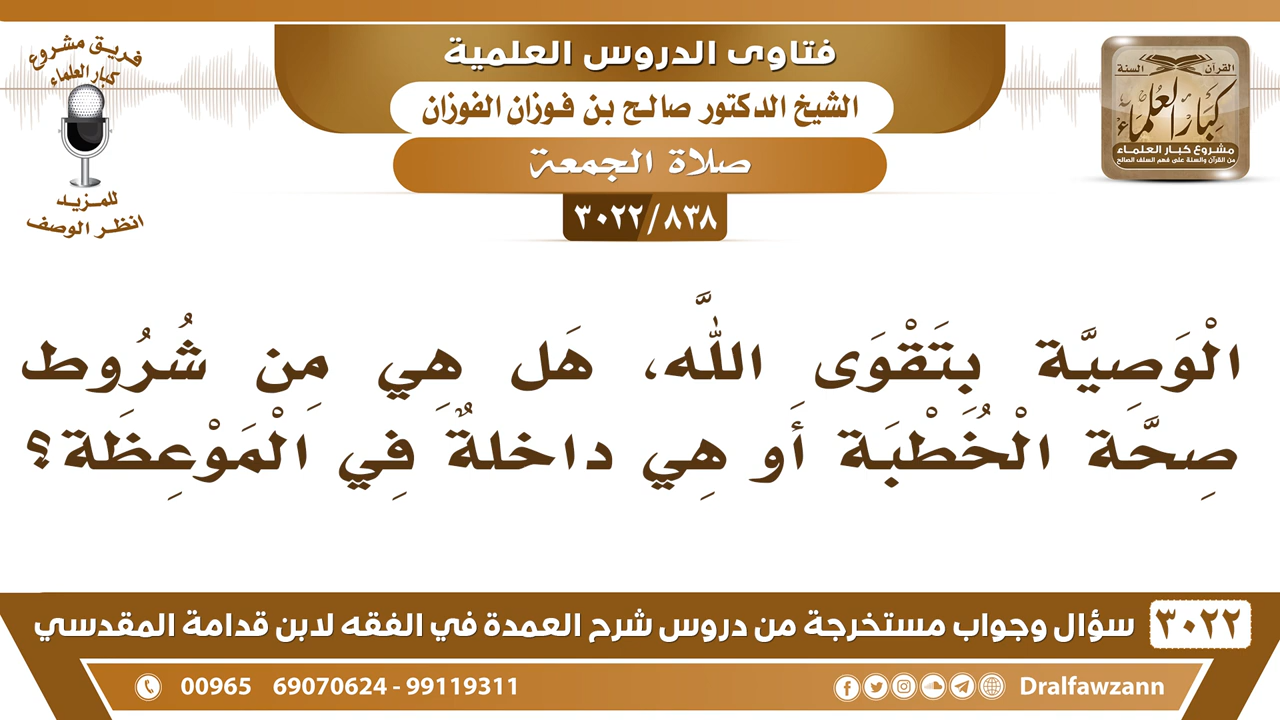 فتاوى الدروس العلمية
الشيخ الدكتور صالح بن فوزان الفوزان
صلاة الجمعة
٣٠٢٢/٨٣٨
فريق مشروع
كبار العلماء
للمزيد
انظر الوصف
القرآن السنة
كبار العلماء
مشروع كبار العلماء
من القرآن والسنة على فهم السلف الصالح
الْوَصِيَّة بِتَقْوَى اللَّه، هَل هِي مِن شُرُوط
صِحَّة الْخُطْبَة أَو هِي داخلةٌ فِي الْمَوْعِظَة؟
٣٠٢٢ سؤال وجواب مستخرجة من دروس شرح العمدة في الفقه لابن قدامة المقدسي
00965 69070624 - 99119311
Dralfawzann